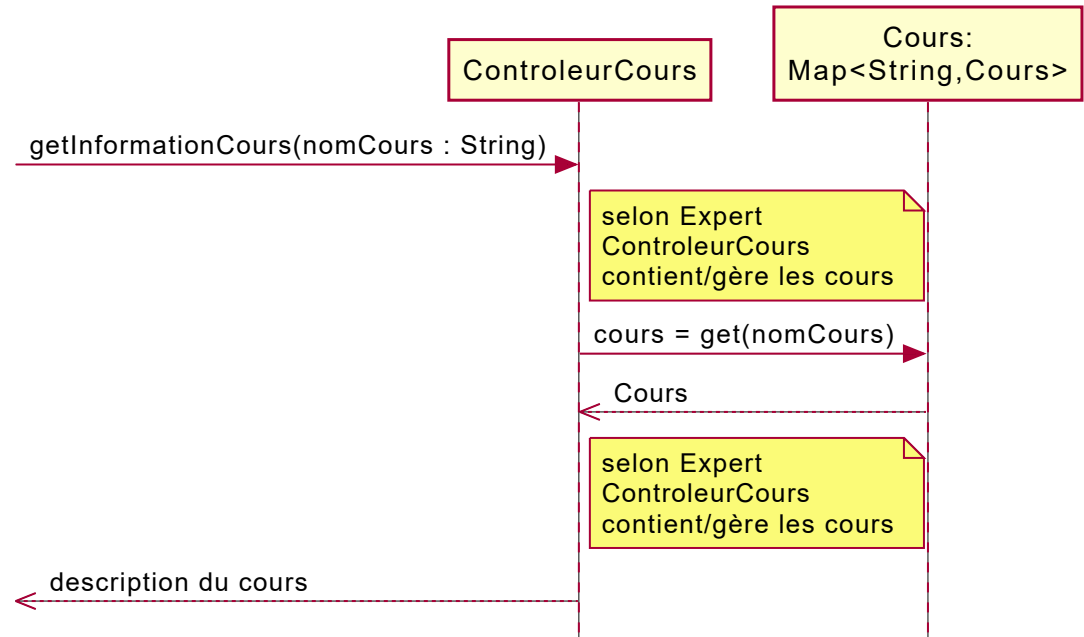 Cours:
ControleurCours
Map<String,Cours>
getInformationCours(nomCours : String)
selon Expert
ControleurCours
contient/gère les cours
cours = get(nomCours)
Cours
selon Expert
ControleurCours
contient/gère les cours
description du cours